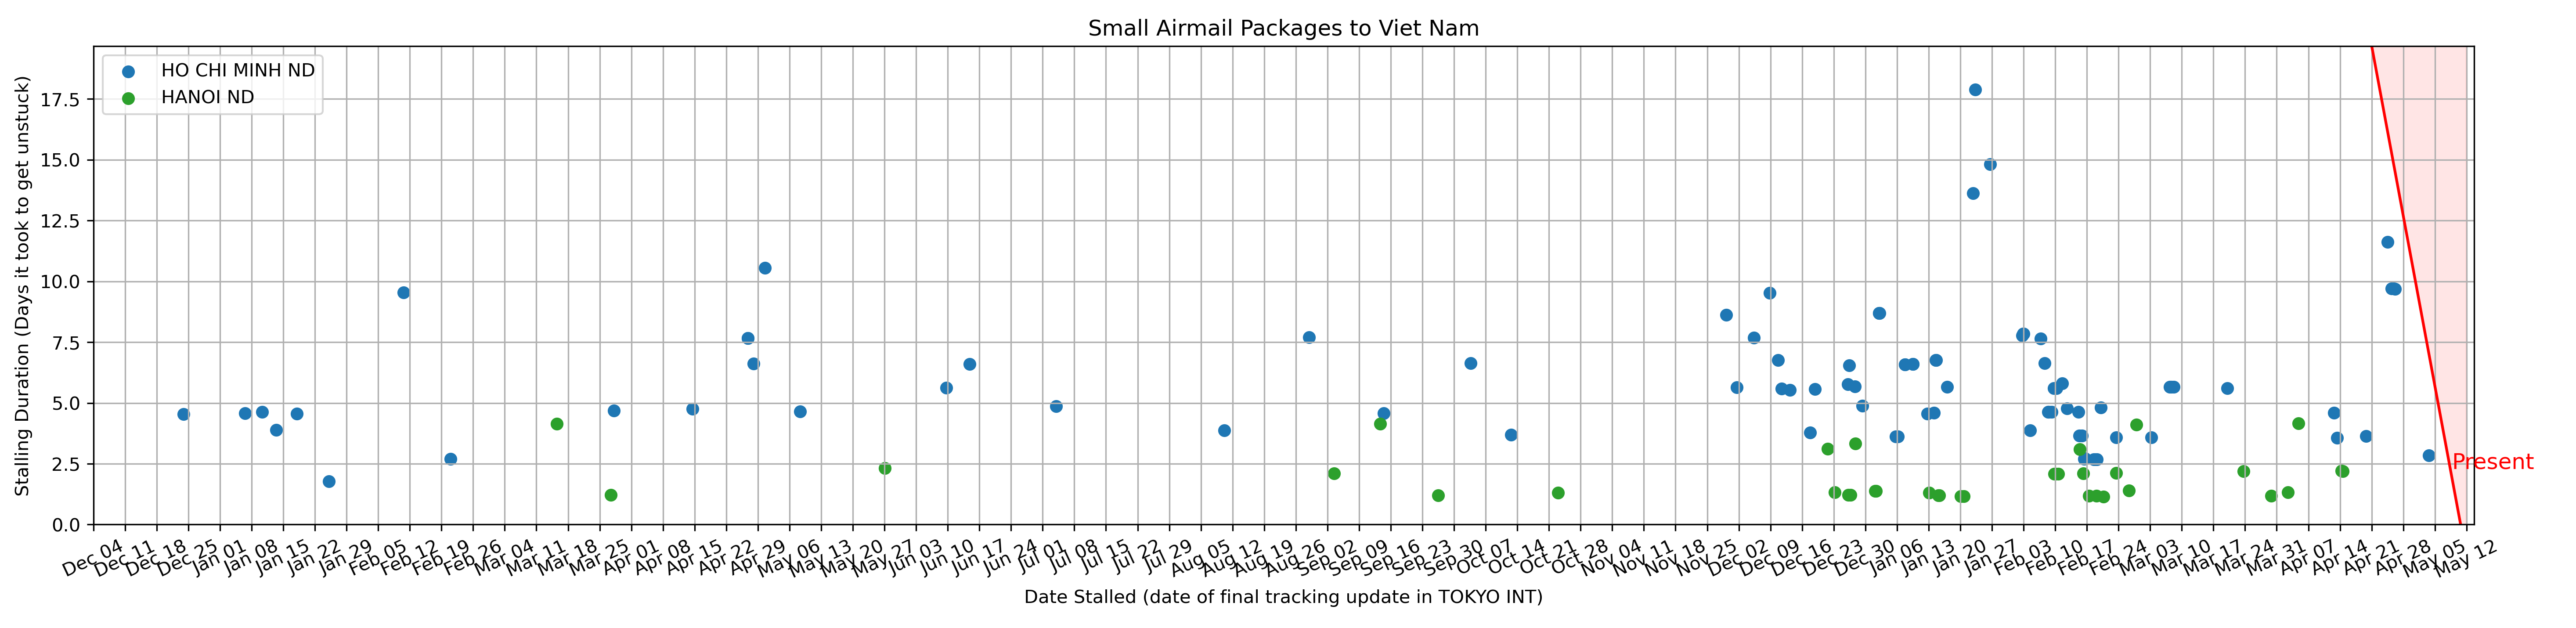 Small Airmail Packages to Viet Nam
HO CHI MINH ND
HANOI ND
Stalling Duration (Days it took to get unstuck)
17.5
15.0
12.5
10.0
7.5
5.0
2.5
0.0
Present
Dec 04
Dec 11
Dec 18
Dec 25
Jan 01
Jan 08
Jan 15
Jan 22
Jan 29
Feb 05
Feb 12
Feb 19
Feb 26
Mar 04
Mar 11
Mar 18
Mar 25
Apr 01
Apr 08
Apr 15
Apr 22
Apr 29
May 06
May 13
May 20
May 27
Jun 03
Jun 10
Jun 17
Jun 24
Jul 01
Jul 08
Jul 15
Jul 22
Jul 29
Aug 05
Aug 12
Aug 19
Aug 26
Sep 02
Sep 09
Sep 16
Sep 23
Sep 30
Oct 07
Oct 14
Oct 21
Oct 28
Nov 04
Nov 11
Nov 18
Nov 25
Dec 02
Dec 09
Dec 16
Dec 23
Dec 30
Jan 06
Jan 13
Jan 20
Jan 27
Feb 03
Feb 10
Feb 17
Feb 24
Mar 03
Mar 10
Mar 17
Mar 24
Mar 31
Apr 07
Apr 14
Apr 21
Apr 28
May 05
May 12
Date Stalled (date of final tracking update in TOKYO INT)